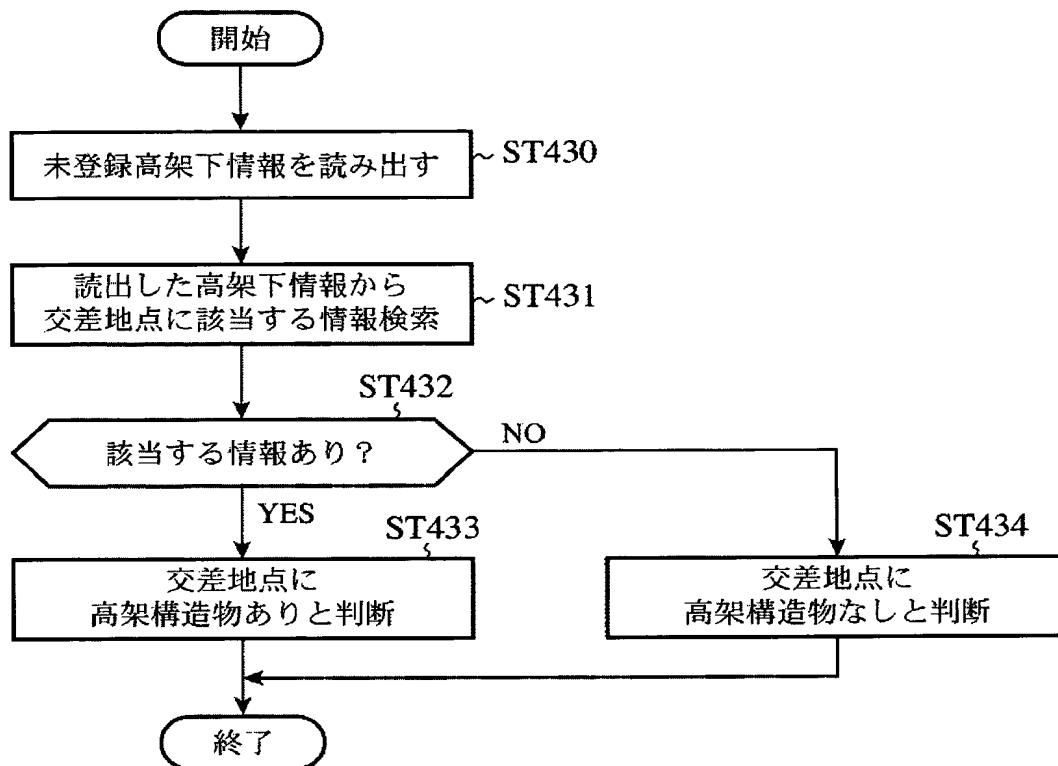 開始
未登録高架下情報を読み出す
ST430
読出した高架下情報から
交差地点に該当する情報検索
ST431
ST432
該当する情報あり？
NO
YES
ST433
交差地点に
高架構造物ありと判断
ST434
交差地点に
高架構造物なしと判断
終了